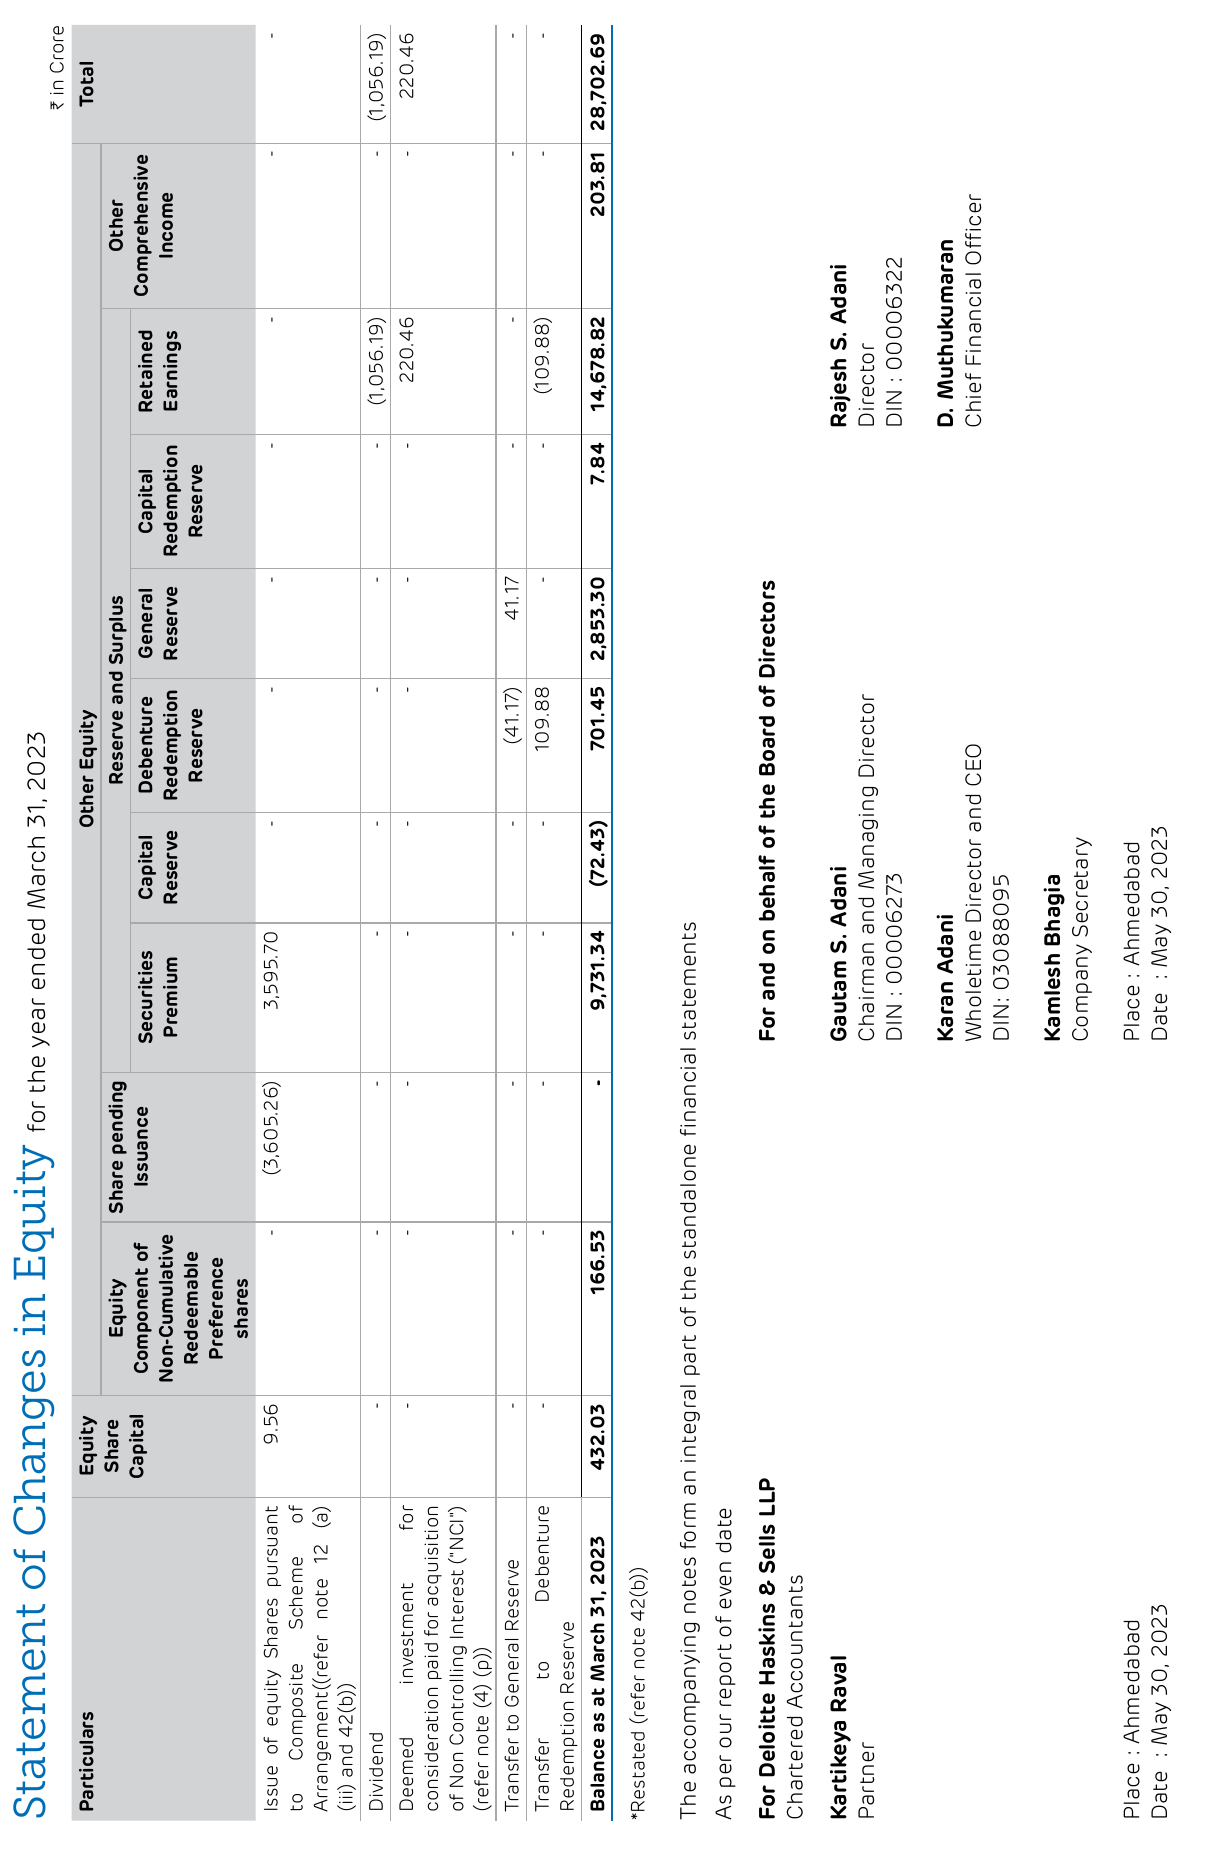 Statement of Changes in Equity for the year ended March 31, 2023
₹ in Crore
Particulars
Equity
Share
Capital
Other Equity
Total
Equity
Component of
Non-Cumulative
Redeemable
Preference
shares
Share pending
Issuance
Reserve and Surplus
Other
Comprehensive
Income
Securities
Premium
Capital
Reserve
Debenture
Redemption
Reserve
General
Reserve
Capital
Redemption
Reserve
Retained
Earnings
Issue of equity Shares pursuant 9.56 - (3,605.26) 3,595.70 - - - - - - -
to Composite Scheme of
Arrangement((refer note 12 (a)
(iii) and 42(b))
Dividend - - - - - - - - (1,056.19) - (1,056.19)
Deemed investment for - - - - - - - 220.46 - 220.46
consideration paid for acquisition
of Non Controlling Interest ("NCI")
(refer note (4) (p))
Transfer to General Reserve - - - - - (41.17) 41.17 - - - -
Transfer to Debenture - - - - - 109.88 - - (109.88) - -
Redemption Reserve
Balance as at March 31, 2023 432.03 166.53 - 9,731.34 (72.43) 701.45 2,853.30 7.84 14,678.82 203.81 28,702.69
*Restated (refer note 42(b))
The accompanying notes form an integral part of the standalone financial statements
As per our report of even date
For Deloitte Haskins & Sells LLP
Chartered Accountants
Kartikeya Raval
Partner
Place : Ahmedabad
Date : May 30, 2023
For and on behalf of the Board of Directors
Gautam S. Adani
Chairman and Managing Director
DIN : 00006273
Karan Adani
Wholetime Director and CEO
DIN: 03088095
Kamlesh Bhagia
Company Secretary
Place : Ahmedabad
Date : May 30, 2023
Rajesh S. Adani
Director
DIN : 00006322
D. Muthukumaran
Chief Financial Officer